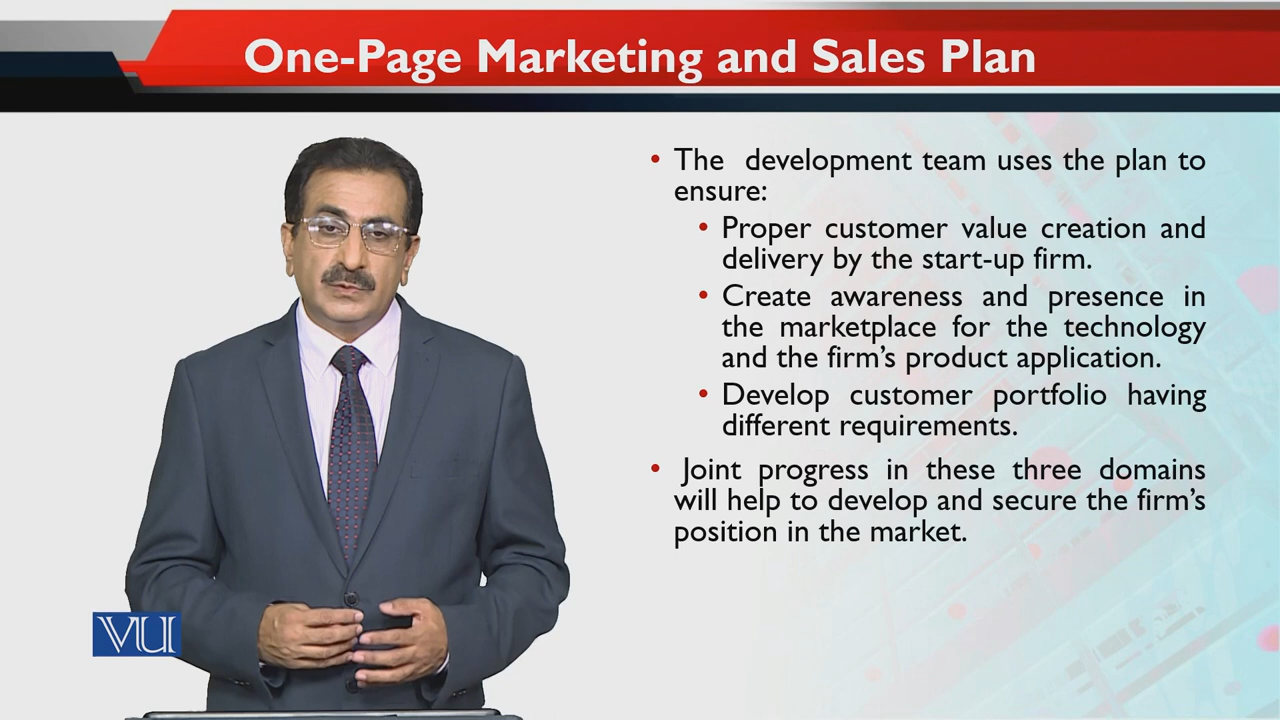 One-Page Marketing and Sales Plan
• The development team uses the plan to
ensure:
• Proper customer value creation and
delivery by the start-up firm.
• Create awareness and presence in
the marketplace for the technology
and the firm's product application.
• Develop customer portfolio having
different requirements.
• Joint progress in these three domains
will help to develop and secure the firm's
position in the market.
VU